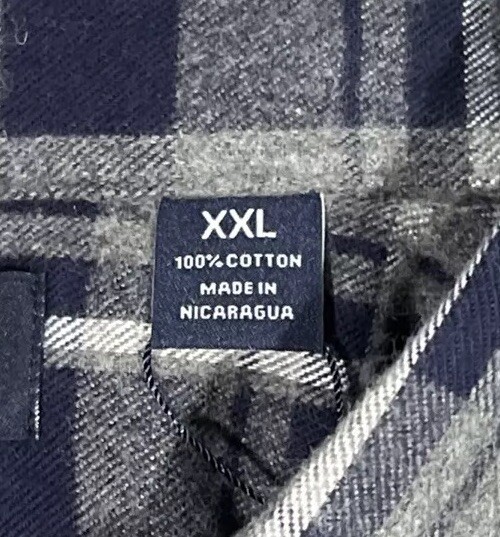 XXL
100% COTTON
MADE IN
NICARAGUA